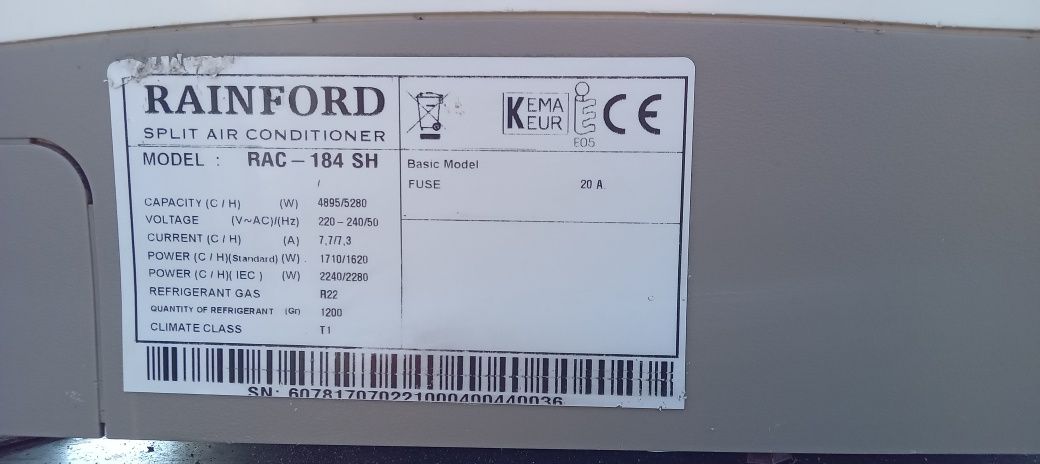 RAINFORD
SPLIT AIR CONDITIONER
KEMA
KEUR
E05
CE
MODEL : RAC – 184 SH
/
CAPACITY (C / H) (W) 4895/5280
VOLTAGE (V~AC)/(Hz) 220 – 240/50
CURRENT (C / H) (A) 7,7/7,3
POWER (C / H)(Standard) (W) . 1710/1620
POWER (C / H)( IEC ) (W) 2240/2280
REFRIGERANT GAS R22
QUANTITY OF REFRIGERANT (Gr) 1200
CLIMATE CLASS T1
Basic Model
FUSE 20 A.
SN: 607817070221000400440036